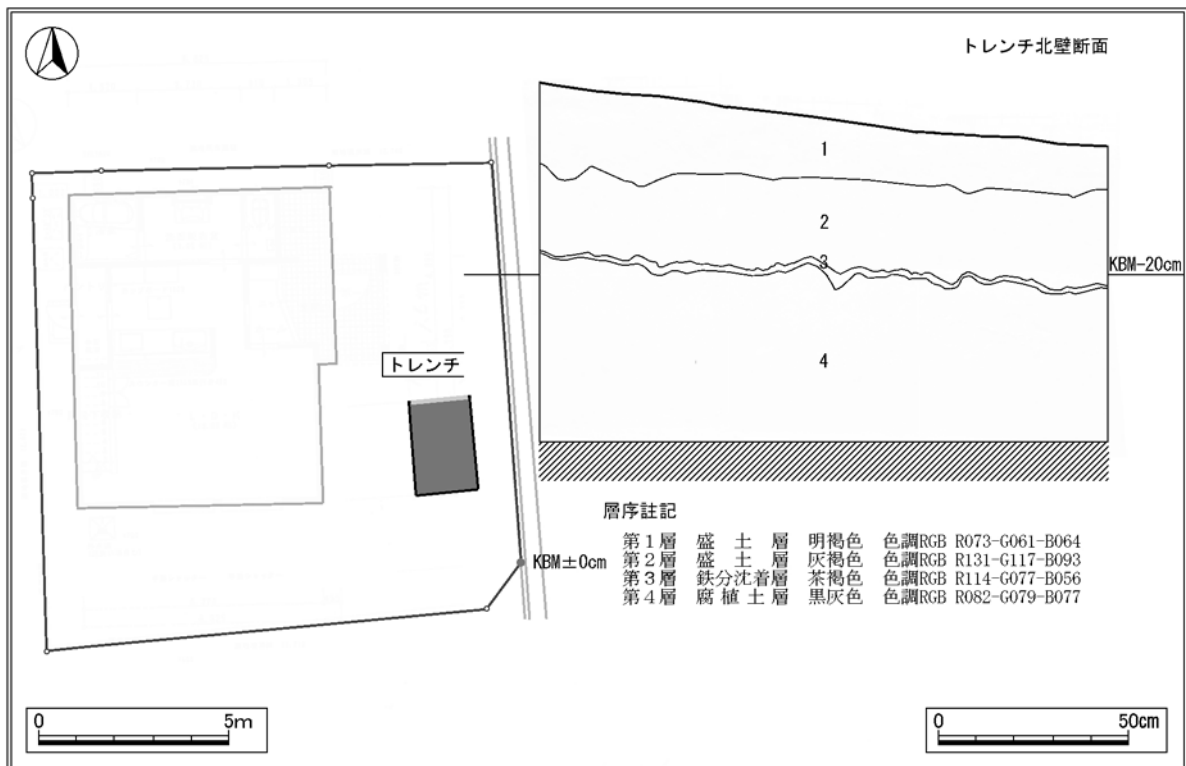 トレンチ北壁断面
1
2
3
KBM-20cm
4
トレンチ
KBM±0cm
層序註記
第1層 盛土層 明褐色 色調RGB R073-G061-B064
第2層 盛土層 灰褐色 色調RGB R131-G117-B093
第3層 鉄分沈着層 茶褐色 色調RGB R114-G077-B056
第4層 腐植土層 黒灰色 色調RGB R082-G079-B077
0 5m
0 50cm